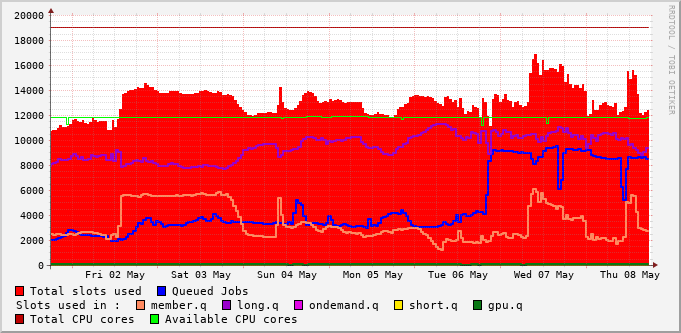 RRDTOOL / TOBI OETIKER
20000
18000
16000
14000
12000
10000
8000
6000
4000
2000
0
Fri 02 May Sat 03 May Sun 04 May Mon 05 May Tue 06 May Wed 07 May Thu 08 May
Total slots used Queued Jobs
Slots used in : member.q long.q ondemand.q short.q gpu.q
Total CPU cores Available CPU cores